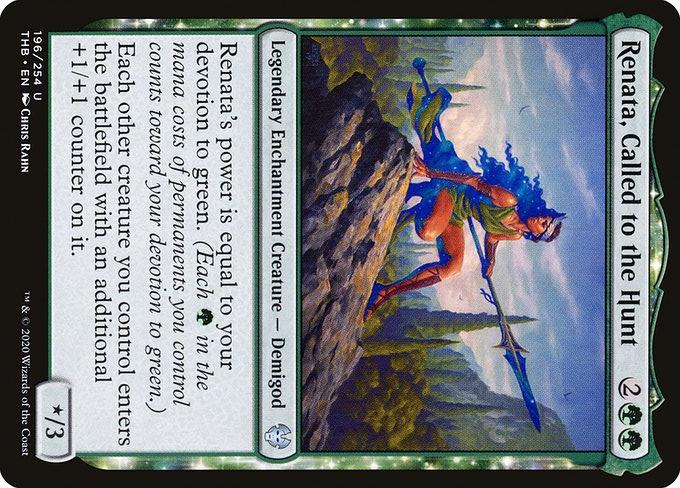 Renata, Called to the Hunt 2
Legendary Enchantment Creature — Demigod
Renata's power is equal to your
devotion to green. (Each in the
mana costs of permanents you control
counts toward your devotion to green.)
Each other creature you control enters
the battlefield with an additional
+1/+1 counter on it.
*/3
196/254 U
THB • EN Chris Rahn
™ & © 2020 Wizards of the Coast